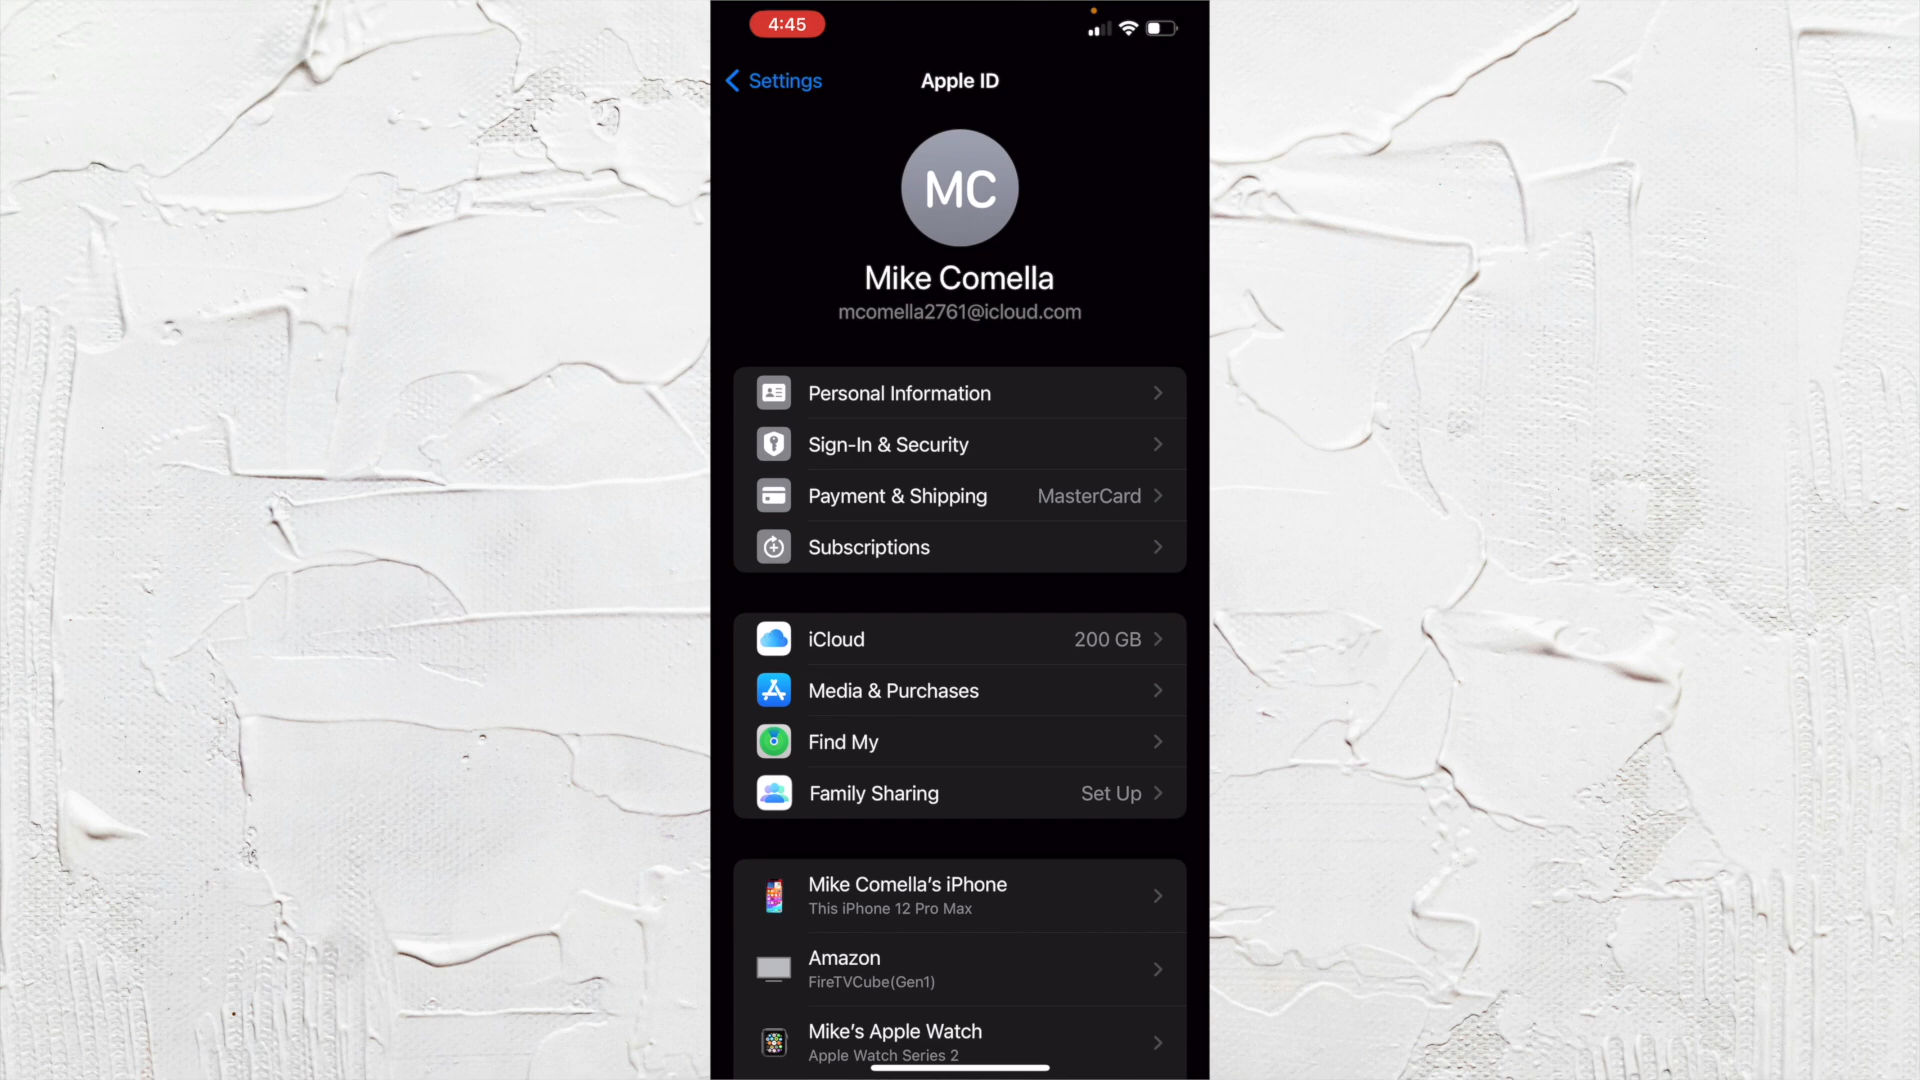 4:45
Settings
Apple ID
MC
Mike Comella
mcomella2761@icloud.com
Personal Information
Sign-In & Security
Payment & Shipping MasterCard
Subscriptions
iCloud 200 GB
Media & Purchases
Find My
Family Sharing Set Up
Mike Comella’s iPhone
This iPhone 12 Pro Max
Amazon
FireTVCube(Gen1)
Mike’s Apple Watch
Apple Watch Series 2